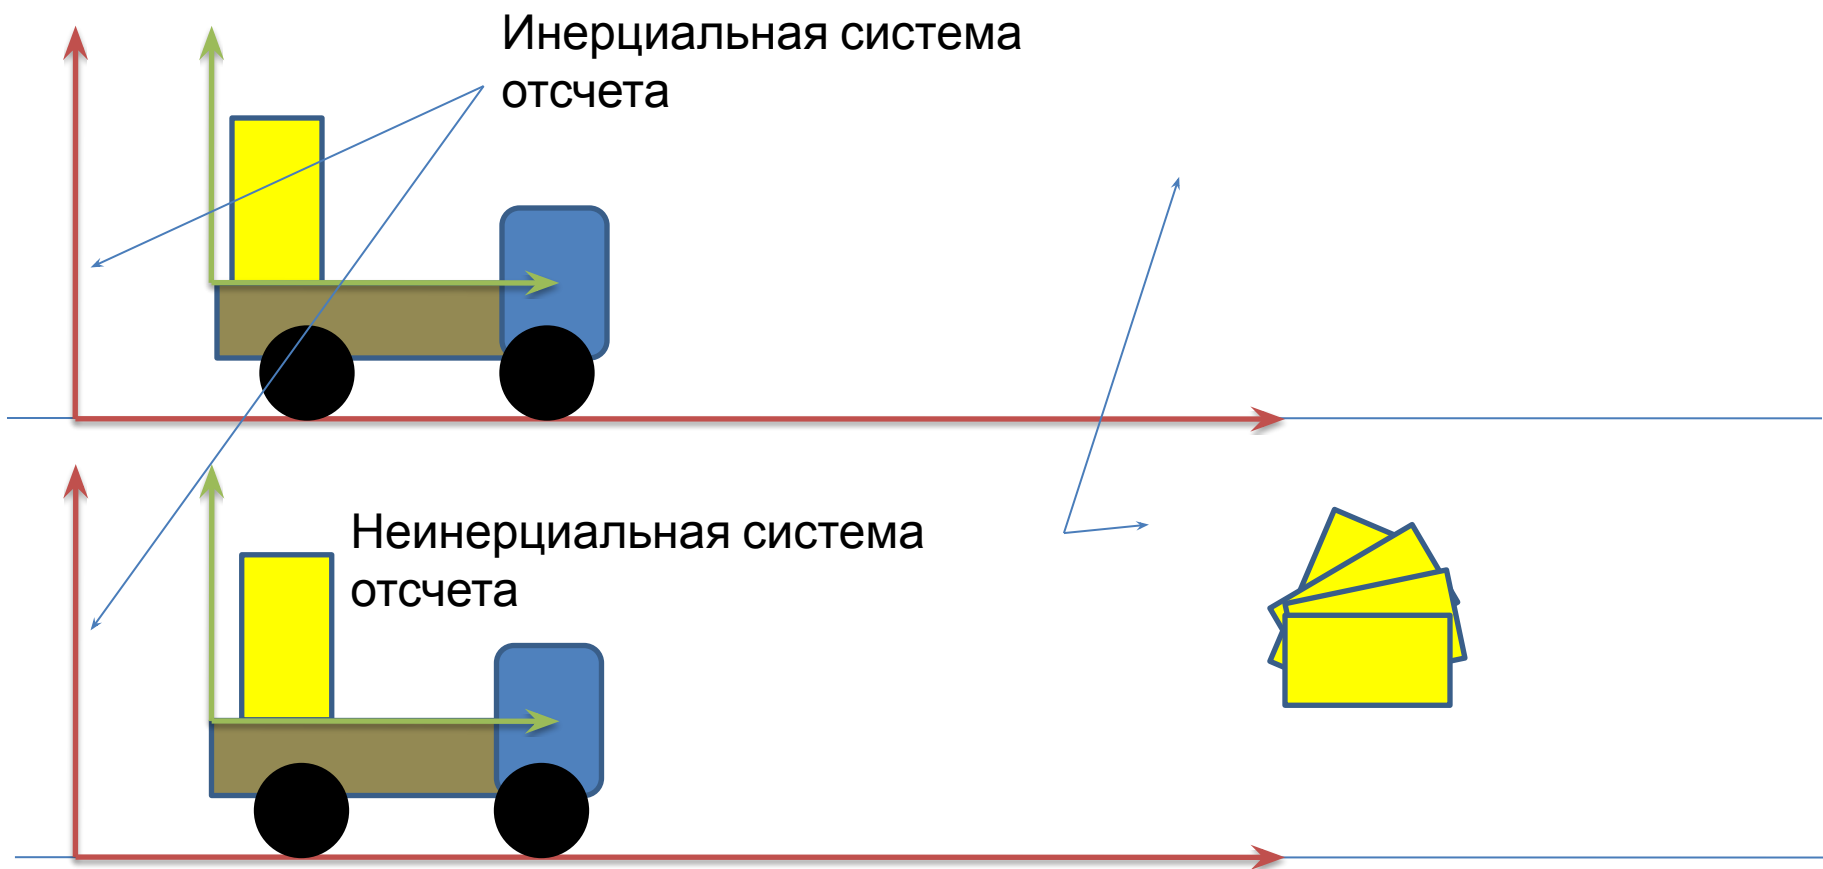 Инерциальная система
отсчета
Неинерциальная система
отсчета